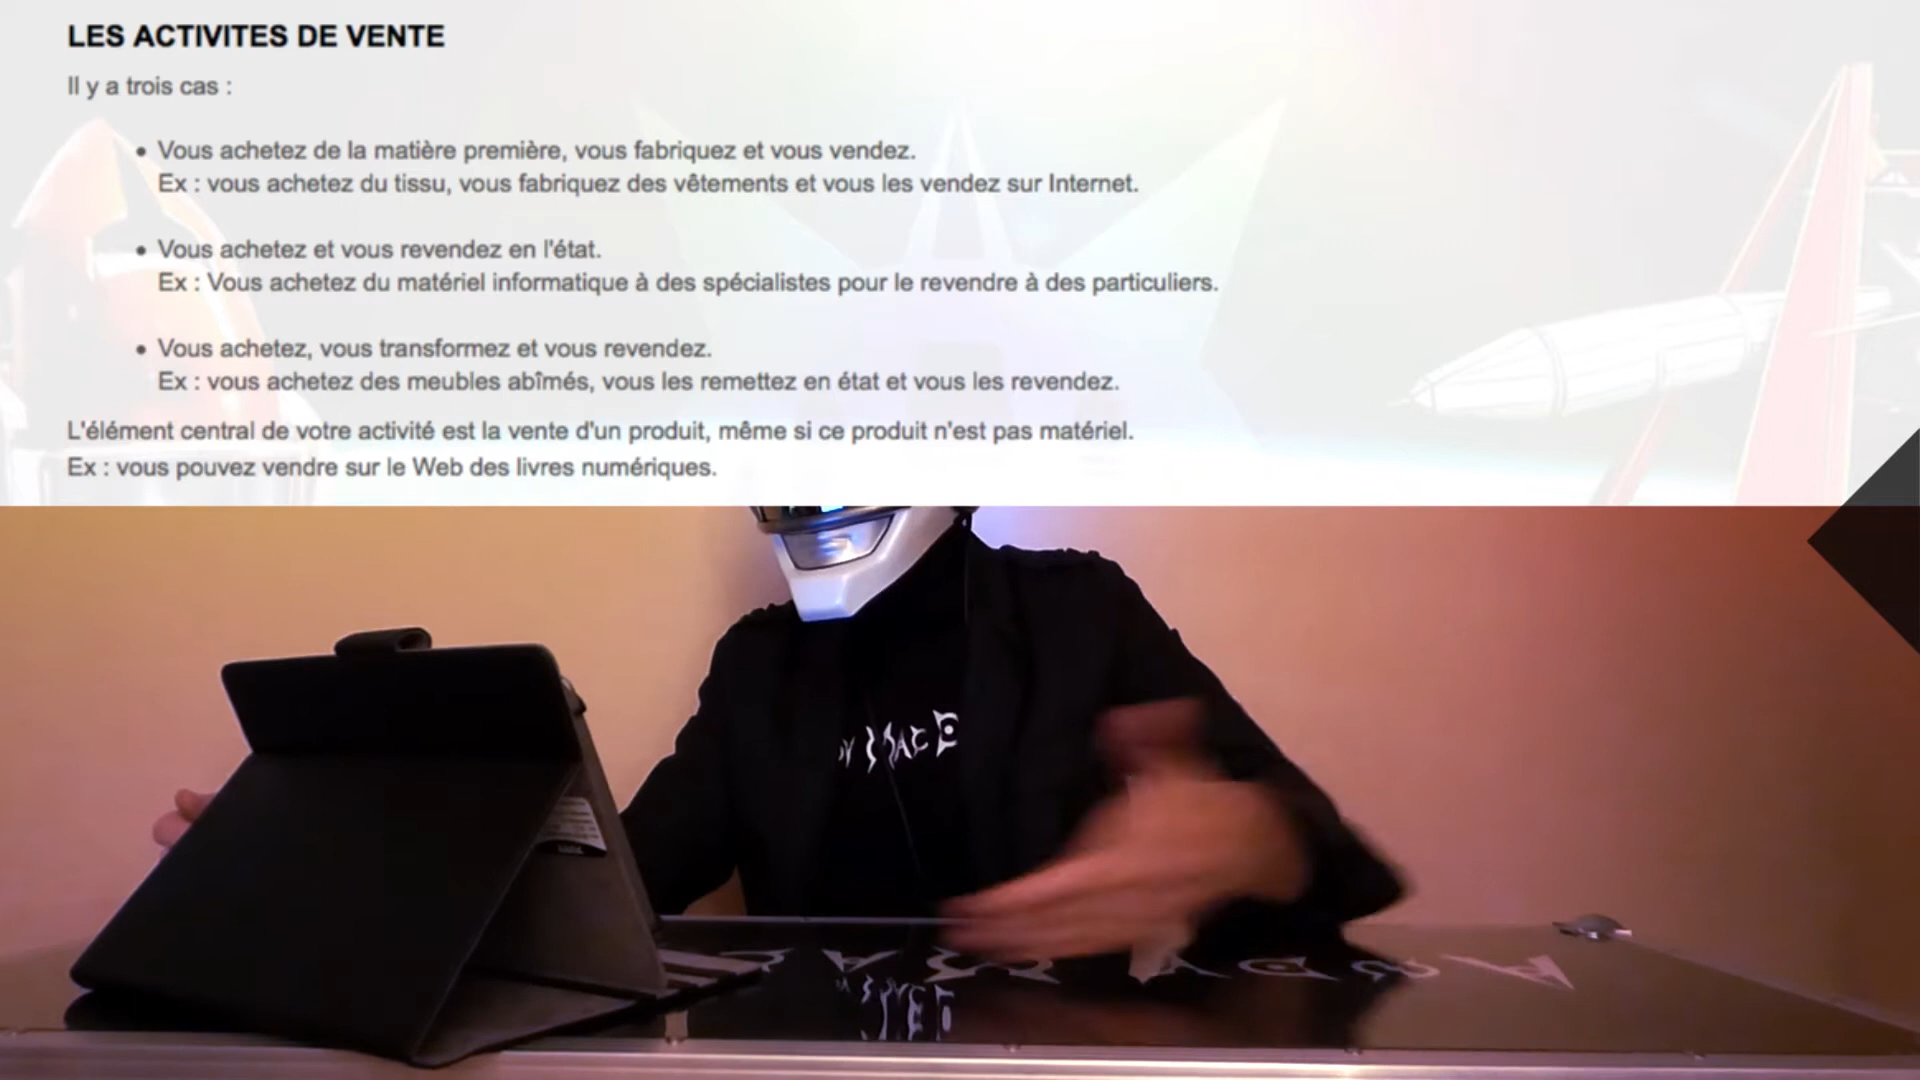 LES ACTIVITES DE VENTE
Il y a trois cas :
• Vous achetez de la matière première, vous fabriquez et vous vendez.
Ex : vous achetez du tissu, vous fabriquez des vêtements et vous les vendez sur Internet.
• Vous achetez et vous revendez en l'état.
Ex : Vous achetez du matériel informatique à des spécialistes pour le revendre à des particuliers.
• Vous achetez, vous transformez et vous revendez.
Ex : vous achetez des meubles abîmés, vous les remettez en état et vous les revendez.
L'élément central de votre activité est la vente d'un produit, même si ce produit n'est pas matériel.
Ex : vous pouvez vendre sur le Web des livres numériques.